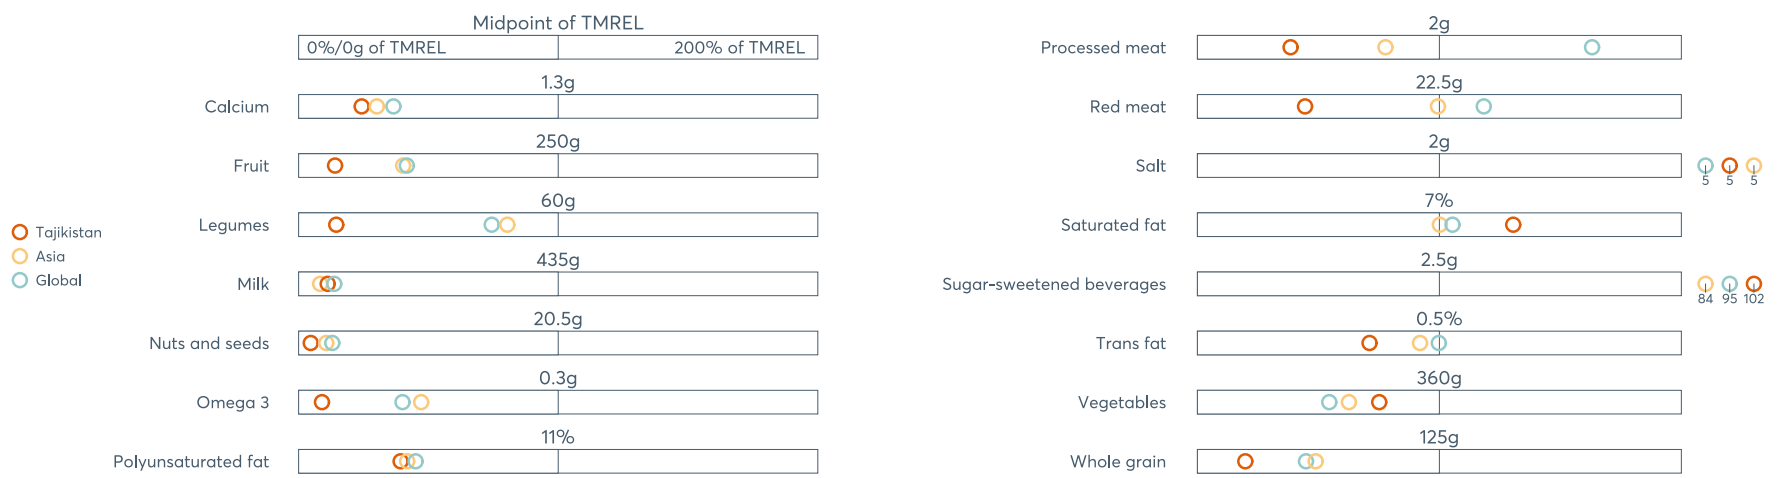 Midpoint of TMREL
0%/0g of TMREL
200% of TMREL
Calcium
1.3g
Fruit
250g
Legumes
60g
Milk
435g
Nuts and seeds
20.5g
Omega 3
0.3g
Polyunsaturated fat
11%
Tajikistan
Asia
Global
Processed meat
2g
Red meat
22.5g
Salt
2g
5 5 5
Saturated fat
7%
Sugar-sweetened beverages
2.5g
84 95 102
Trans fat
0.5%
Vegetables
360g
Whole grain
125g